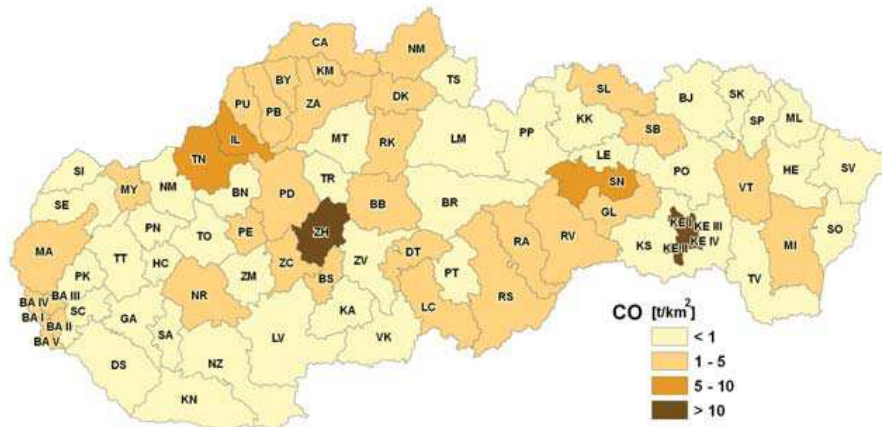 CA
NM
KM
BY
TS
PU
PB
ZA
DK
SL
SK
BJ
KK
SP
ML
IL
MT
RK
LM
PP
SB
TN
LE
SI
NM
TR
PO
HE
SV
MY
BN
PD
SN
VT
SE
BB
BR
GL
PN
PE
ZH
KE II
KE III
SO
MA
TO
DT
RA
RV
KS
KE II
KE IV
MI
TT
HC
ZC
ZV
PK
ZM
BS
PT
TV
BA IV
BA III
NR
BA I
SC
GA
KA
LC
RS
BA II
SA
LV
BA V
VK
DS
NZ
KN
CO [t/km²]
< 1
1 - 5
5 - 10
> 10